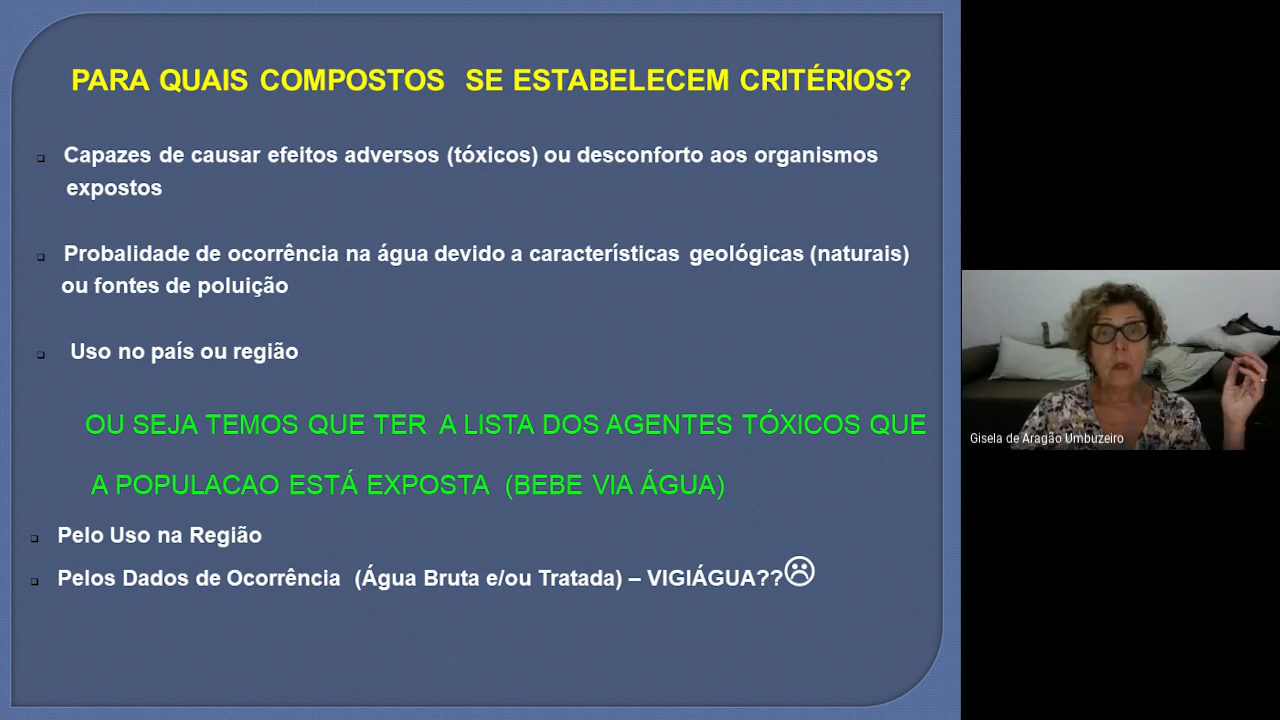 PARA QUAIS COMPOSTOS SE ESTABELECEM CRITÉRIOS?
Capazes de causar efeitos adversos (tóxicos) ou desconforto aos organismos
expostos
Probalidade de ocorrência na água devido a características geológicas (naturais)
ou fontes de poluição
Uso no país ou região
OU SEJA TEMOS QUE TER A LISTA DOS AGENTES TÓXICOS QUE
A POPULACAO ESTÁ EXPOSTA (BEBE VIA ÁGUA)
Pelo Uso na Região
Pelos Dados de Ocorrência (Água Bruta e/ou Tratada) – VIGIÁGUA??☹
Gisela de Aragão Umbuzeiro